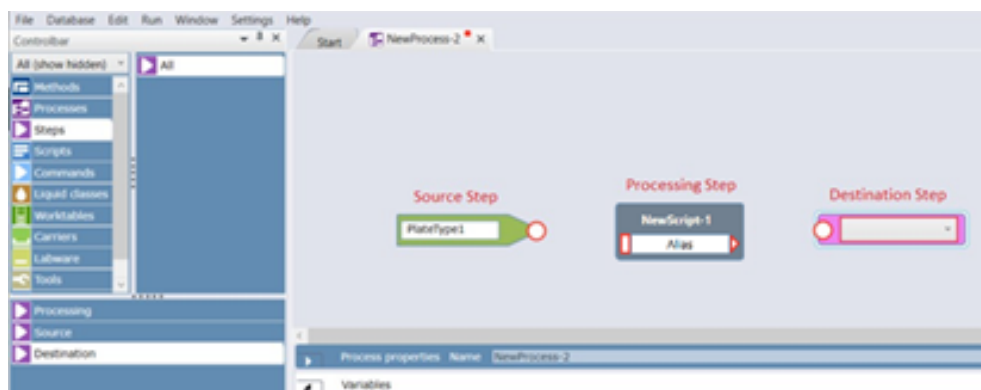 File Database Edit Run Window Settings Help
Controlbar
Start NewProcess-2
All (show hidden)
All
Methods
Processes
Steps
Scripts
Commands
Liquid classes
Worktables
Carriers
Labware
Tools
Processing
Source
Destination
Source Step
Processing Step
Destination Step
PlateType1
NewScript-1
Alias
Process properties Name NewProcess-2
Variables